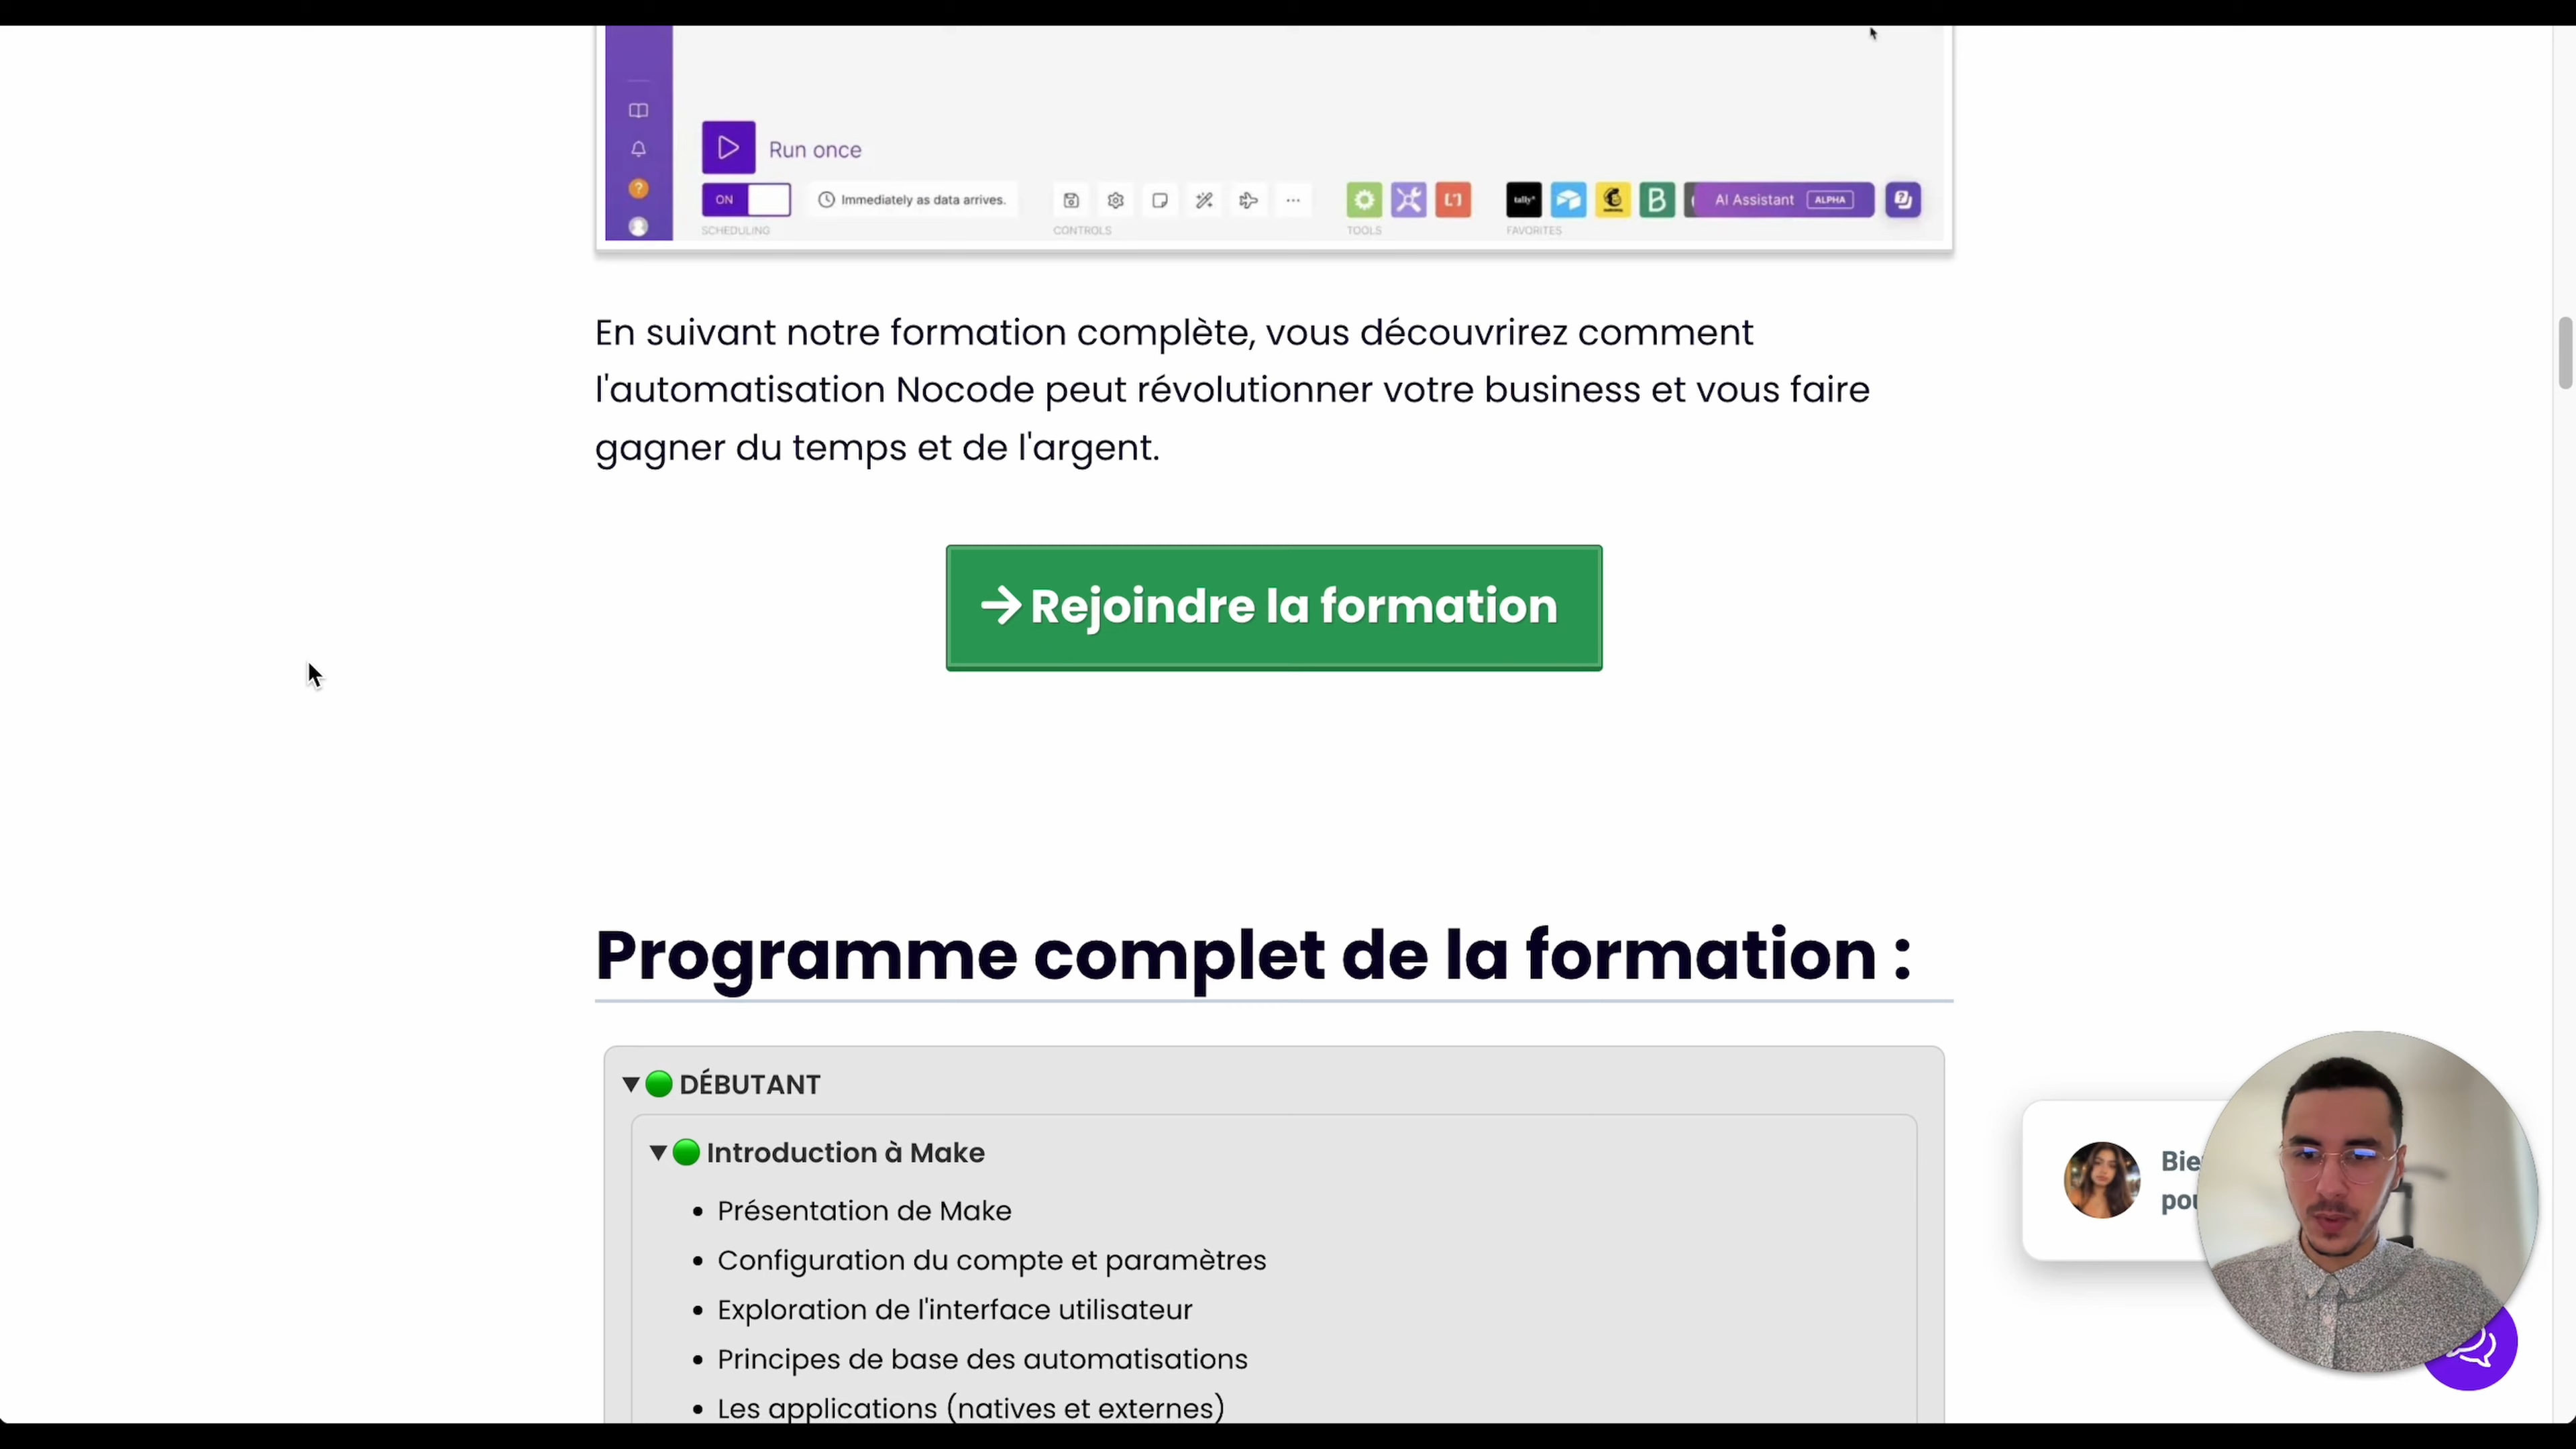 Run once
ON
Immediately as data arrives.
tally*
B
AI Assistant
ALPHA
SCHEDULING
CONTROLS
TOOLS
FAVORITES
En suivant notre formation complète, vous découvrirez comment
l'automatisation Nocode peut révolutionner votre business et vous faire
gagner du temps et de l'argent.
→ Rejoindre la formation
Programme complet de la formation :
DÉBUTANT
Introduction à Make
• Présentation de Make
• Configuration du compte et paramètres
• Exploration de l'interface utilisateur
• Principes de base des automatisations
• Les applications (natives et externes)